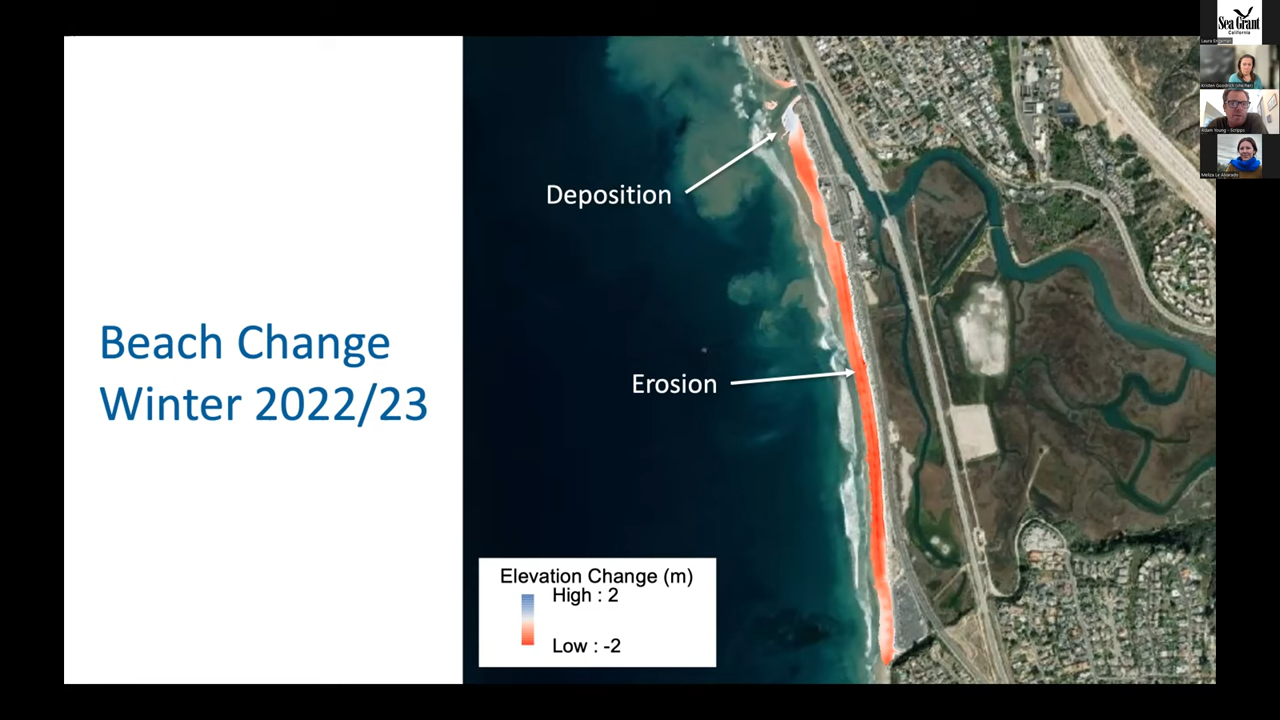 Beach Change
Winter 2022/23
Deposition
Erosion
Elevation Change (m)
High : 2
Low : -2
Sea Grant
California
Adam Young - Scripps